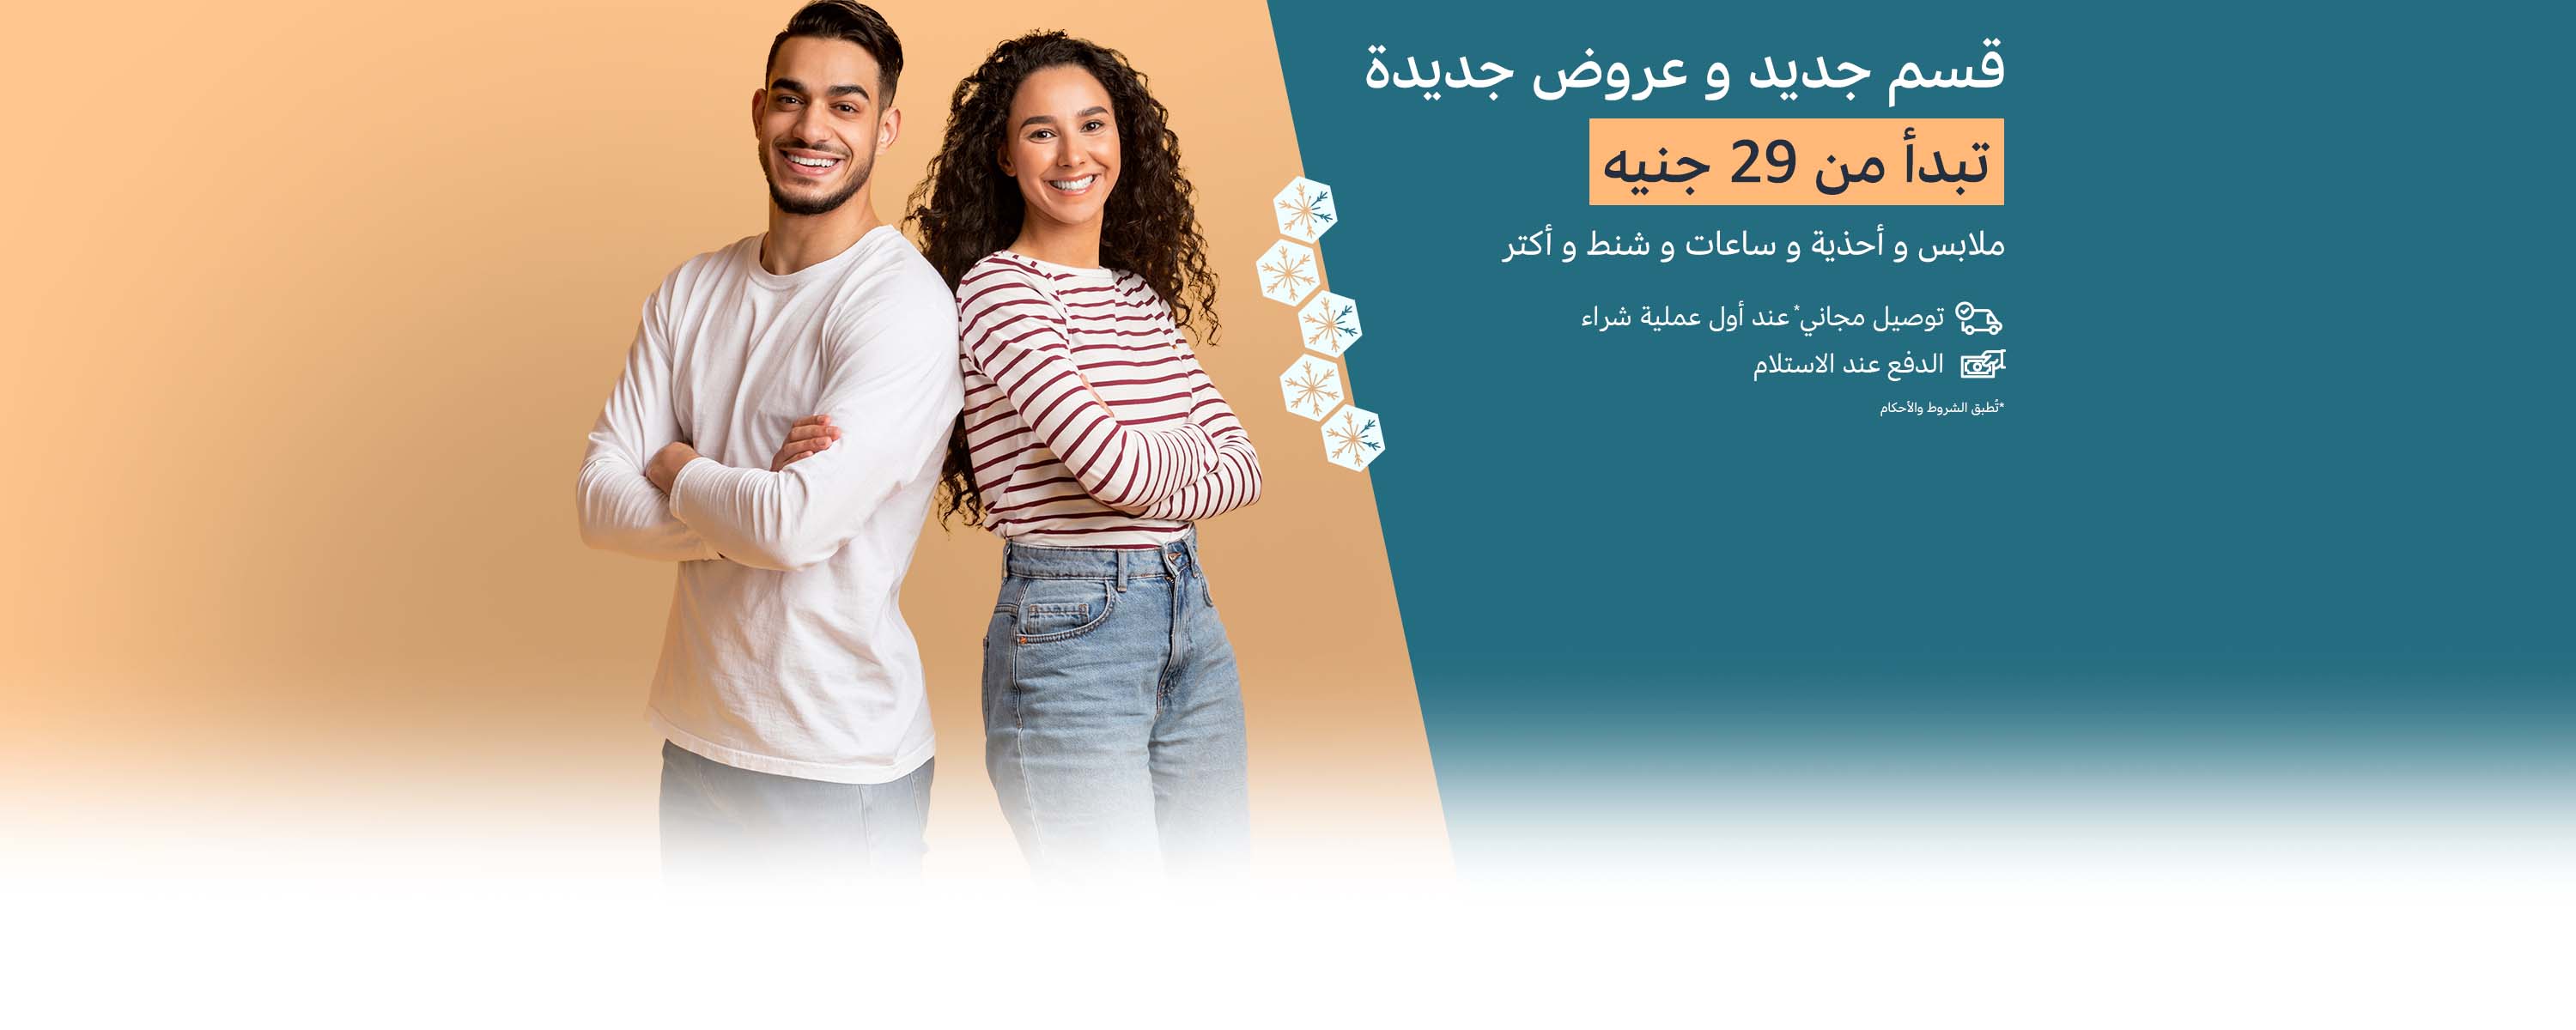 قسم جديد و عروض جديدة
تبدأ من 29 جنيه
ملابس و أحذية و ساعات و شنط و أكتر
توصيل مجاني* عند أول عملية شراء
الدفع عند الاستلام
*تُطبق الشروط والأحكام